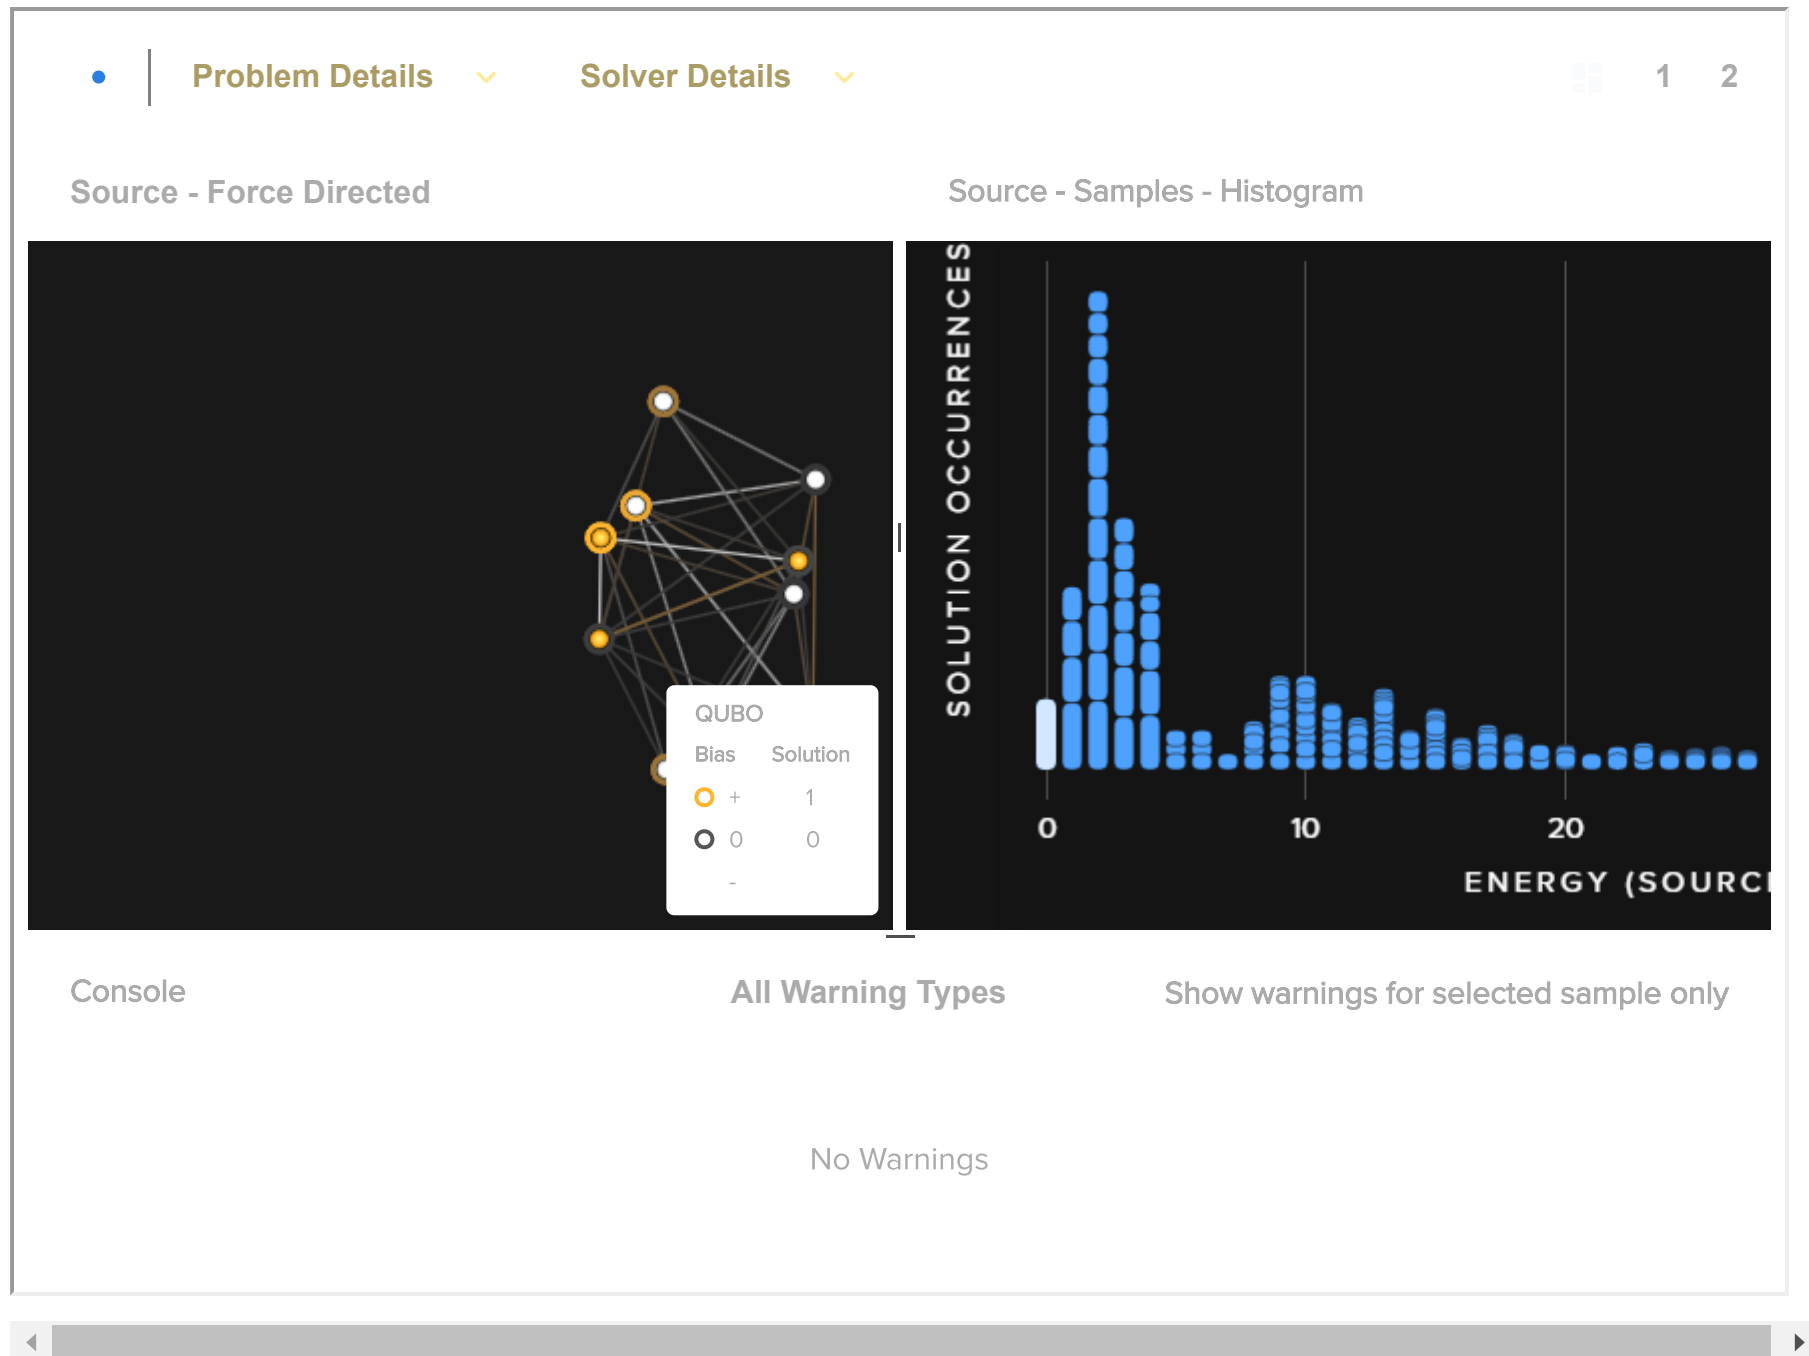 Problem Details
Solver Details
1
2
Source - Force Directed
Source - Samples - Histogram
SOLUTION OCCURRENCES
0
10
20
ENERGY (SOURC
QUBO
Bias Solution
+ 1
0 0
-
Console
All Warning Types
Show warnings for selected sample only
No Warnings